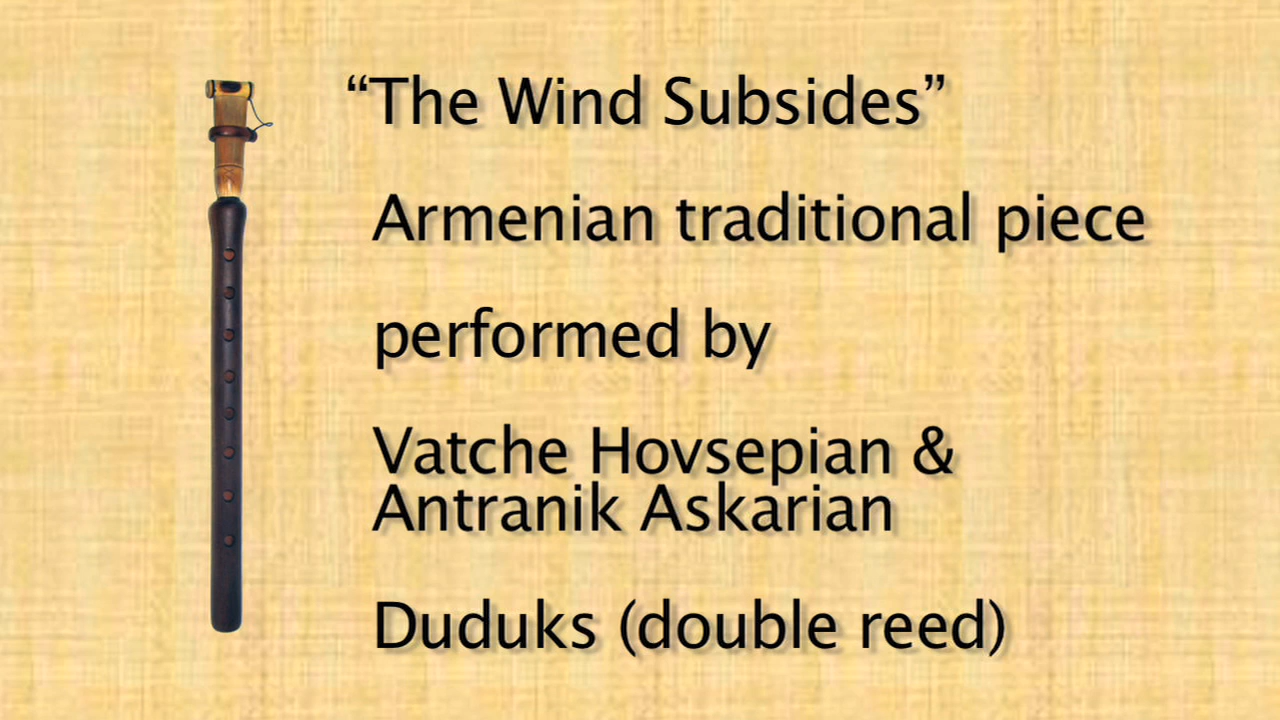 “The Wind Subsides”
Armenian traditional piece
performed by
Vatche Hovsepian &
Antranik Askarian
Duduks (double reed)